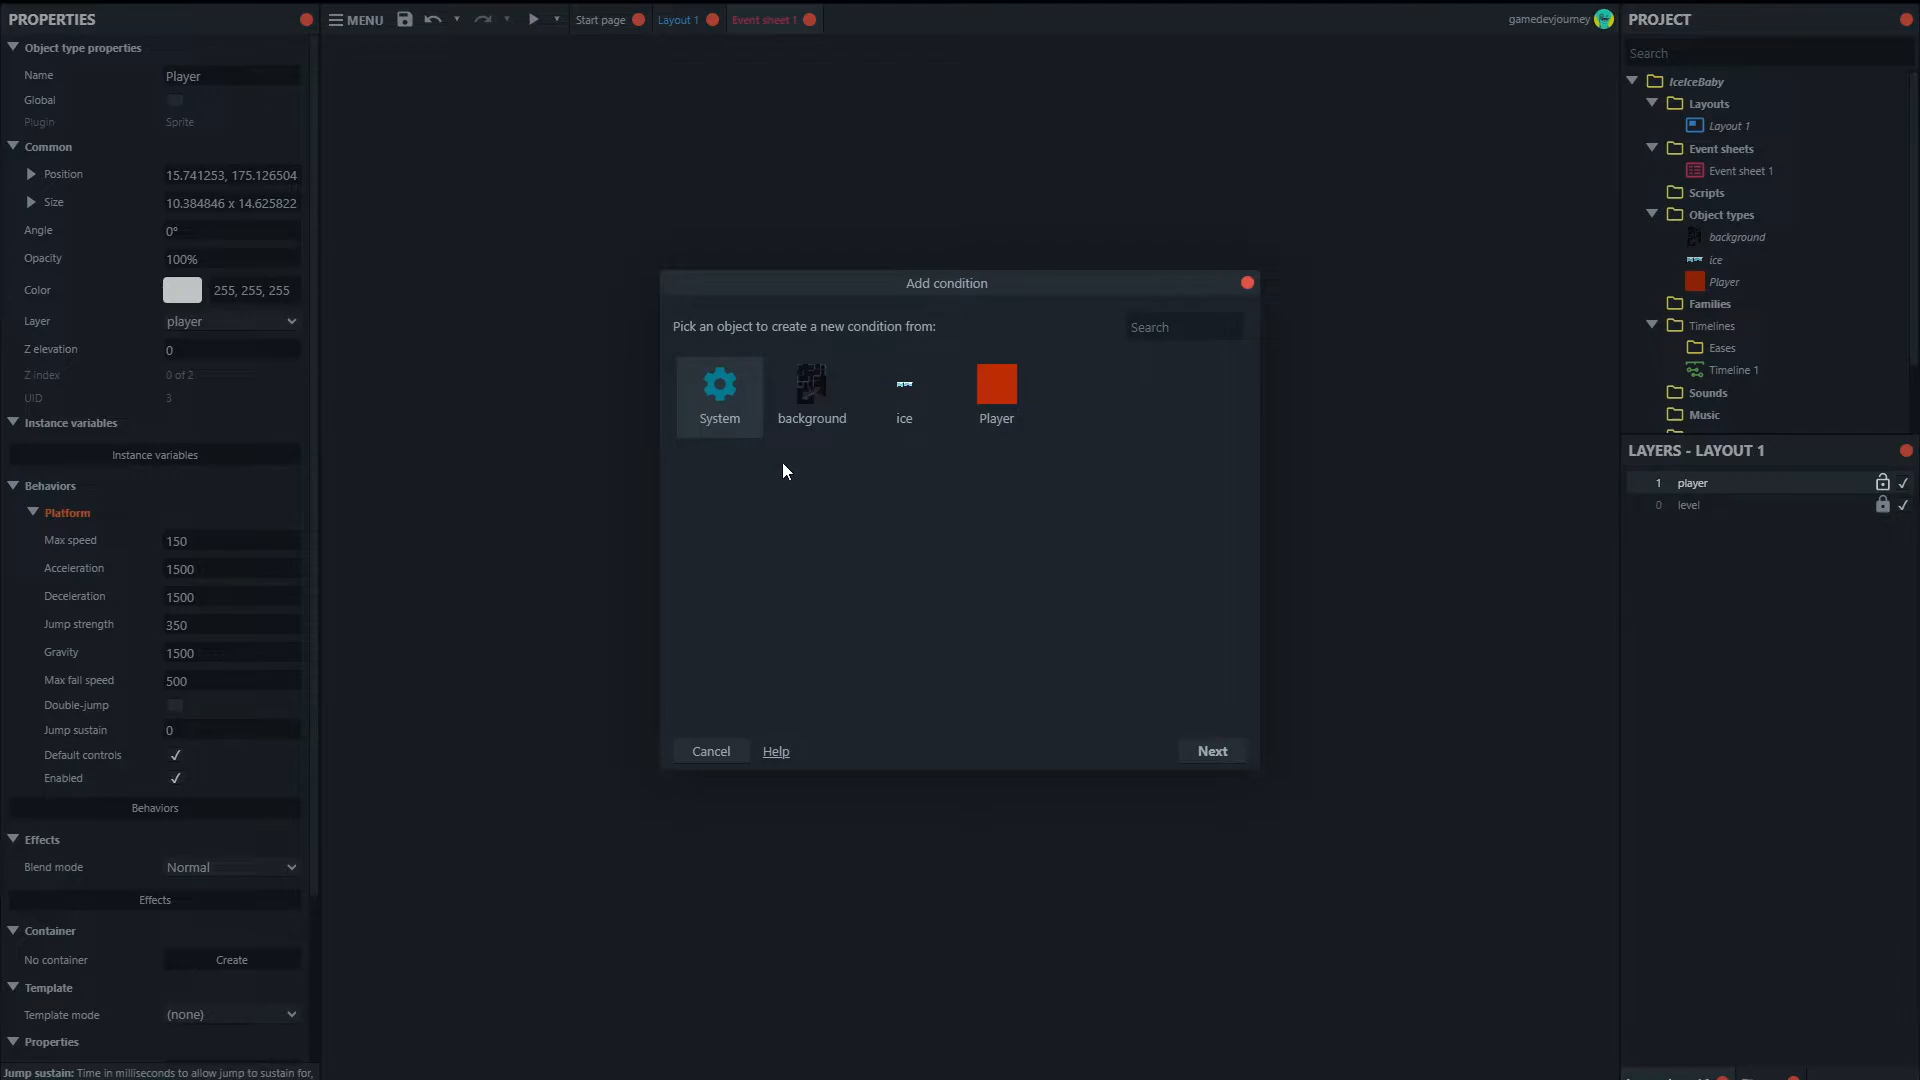 PROPERTIES
Object type properties
Name Player
Global
Plugin Sprite
Common
Position 15.741253, 175.126504
Size 10.384846 x 14.625822
Angle 0°
Opacity 100%
Color 255, 255, 255
Layer player
Z elevation 0
Z index 0 of 2
UID 3
Instance variables
Instance variables
Behaviors
Platform
Max speed 150
Acceleration 1500
Deceleration 1500
Jump strength 350
Gravity 1500
Max fall speed 500
Double-jump
Jump sustain 0
Default controls
Enabled
Behaviors
Effects
Blend mode Normal
Effects
Container
No container Create
Template
Template mode (none)
Properties
Jump sustain: Time in milliseconds to allow jump to sustain for,
MENU Start page Layout 1 Event sheet 1 gamedevjourney
Add condition
Pick an object to create a new condition from: Search
System background ice Player
Cancel Help Next
PROJECT
Search
IceIceBaby
Layouts
Layout 1
Event sheets
Event sheet 1
Scripts
Object types
background
ice
Player
Families
Timelines
Eases
Timeline 1
Sounds
Music
LAYERS - LAYOUT 1
1 player
0 level